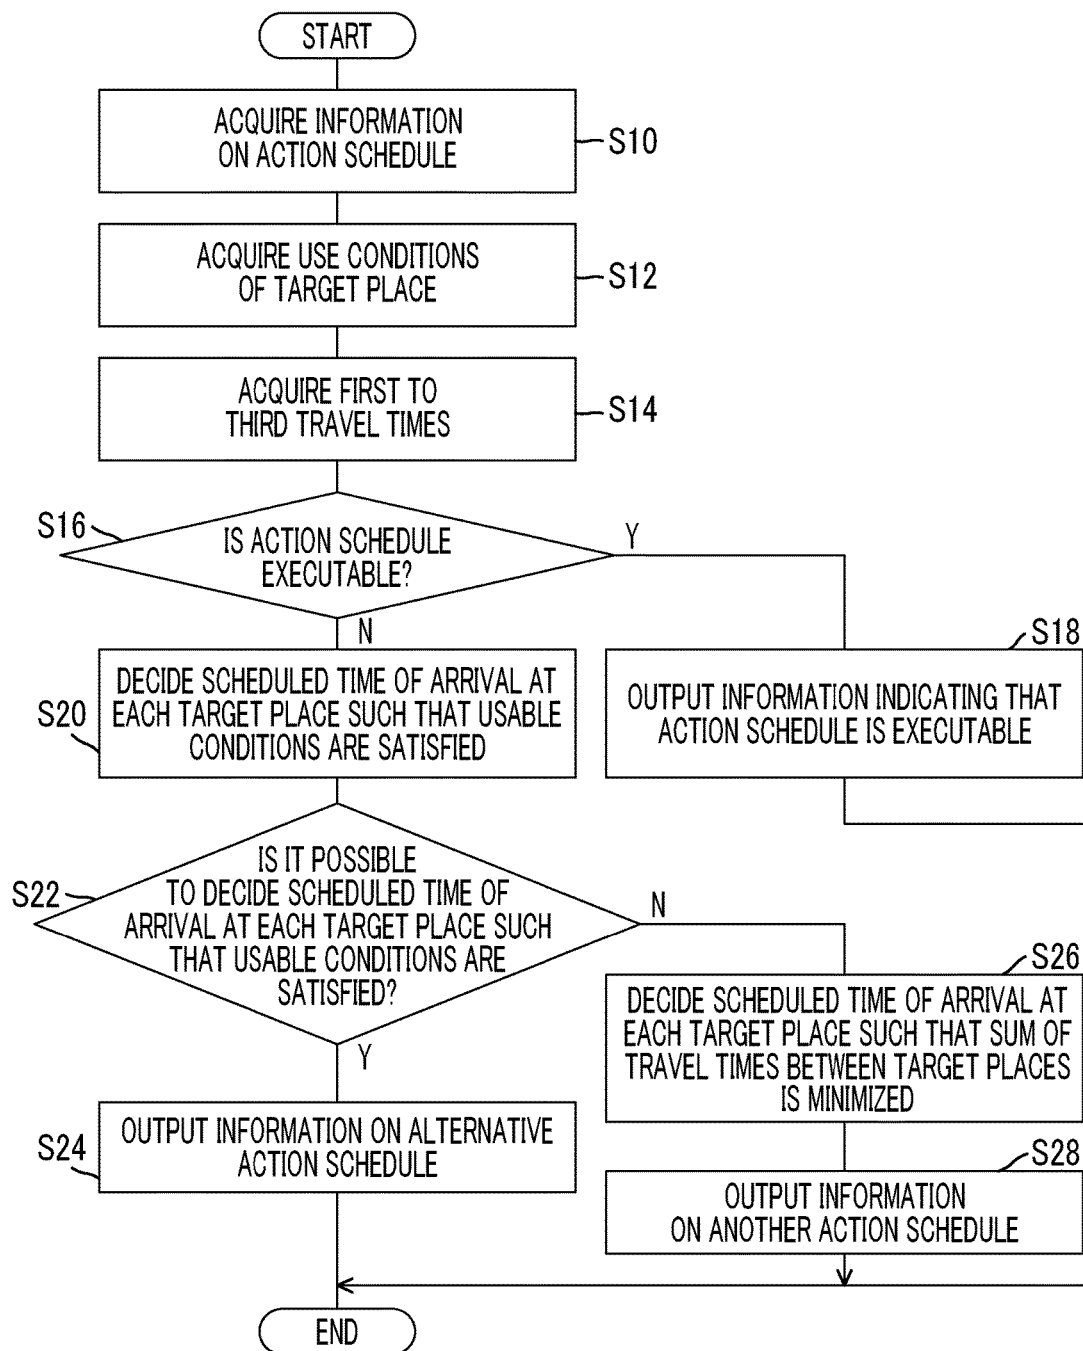 START
ACQUIRE INFORMATION
ON ACTION SCHEDULE
S10
ACQUIRE USE CONDITIONS
OF TARGET PLACE
S12
ACQUIRE FIRST TO
THIRD TRAVEL TIMES
S14
S16
IS ACTION SCHEDULE
EXECUTABLE?
Y
N
S18
OUTPUT INFORMATION INDICATING THAT
ACTION SCHEDULE IS EXECUTABLE
S20
DECIDE SCHEDULED TIME OF ARRIVAL AT
EACH TARGET PLACE SUCH THAT USABLE
CONDITIONS ARE SATISFIED
S22
IS IT POSSIBLE
TO DECIDE SCHEDULED TIME OF
ARRIVAL AT EACH TARGET PLACE SUCH
THAT USABLE CONDITIONS ARE
SATISFIED?
N
Y
S26
DECIDE SCHEDULED TIME OF ARRIVAL AT
EACH TARGET PLACE SUCH THAT SUM OF
TRAVEL TIMES BETWEEN TARGET PLACES
IS MINIMIZED
S24
OUTPUT INFORMATION ON ALTERNATIVE
ACTION SCHEDULE
S28
OUTPUT INFORMATION
ON ANOTHER ACTION SCHEDULE
END